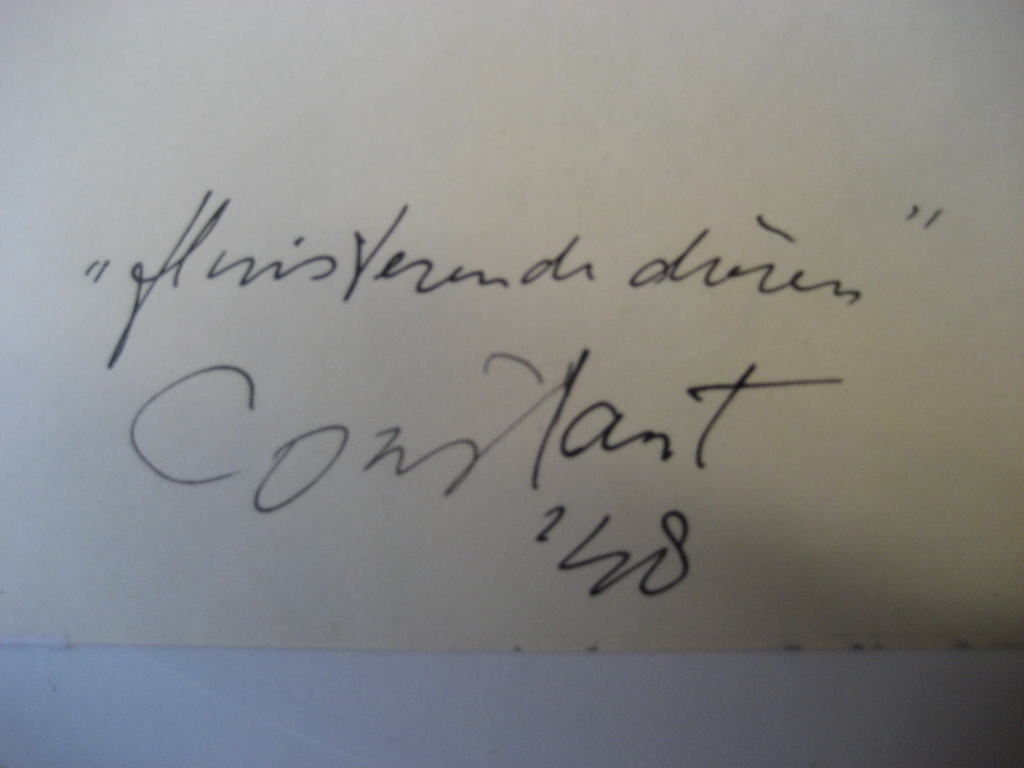 "fluisterende dieren"
Constant
'48